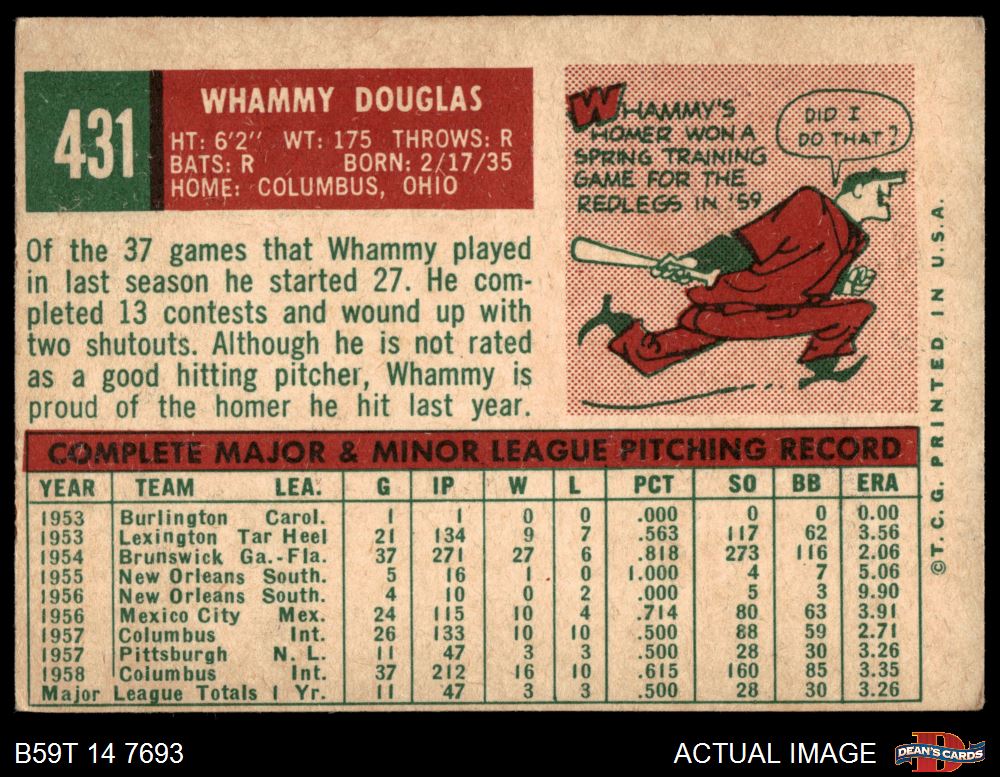 431
WHAMMY DOUGLAS
HT: 6'2" WT: 175 THROWS: R
BATS: R BORN: 2/17/35
HOME: COLUMBUS, OHIO
Of the 37 games that Whammy played
in last season he started 27. He com-
pleted 13 contests and wound up with
two shutouts. Although he is not rated
as a good hitting pitcher, Whammy is
proud of the homer he hit last year.
WHAMMY'S
HOMER WON A
SPRING TRAINING
GAME FOR THE
REDLEGS IN '59
DID I
DO THAT?
COMPLETE MAJOR & MINOR LEAGUE PITCHING RECORD
YEAR TEAM LEA. G IP W L PCT SO BB ERA
1953 Burlington Carol. 1 1 0 0 .000 0 0 0.00
1953 Lexington Tar Heel 21 134 9 7 .563 117 62 3.56
1954 Brunswick Ga.-Fla. 37 271 27 6 .818 273 116 2.06
1955 New Orleans South. 5 16 1 0 1.000 4 7 5.06
1956 New Orleans South. 4 10 0 2 .000 5 3 9.90
1956 Mexico City Mex. 24 115 10 4 .714 80 63 3.91
1957 Columbus Int. 26 133 10 10 .500 88 59 2.71
1957 Pittsburgh N. L. 11 47 3 3 .500 28 30 3.26
1958 Columbus Int. 37 212 16 10 .615 160 85 3.35
Major League Totals 1 Yr. 11 47 3 3 .500 28 30 3.26
©T. C. G. PRINTED IN U.S.A.
B59T 14 7693
ACTUAL IMAGE
DEAN'S CARDS